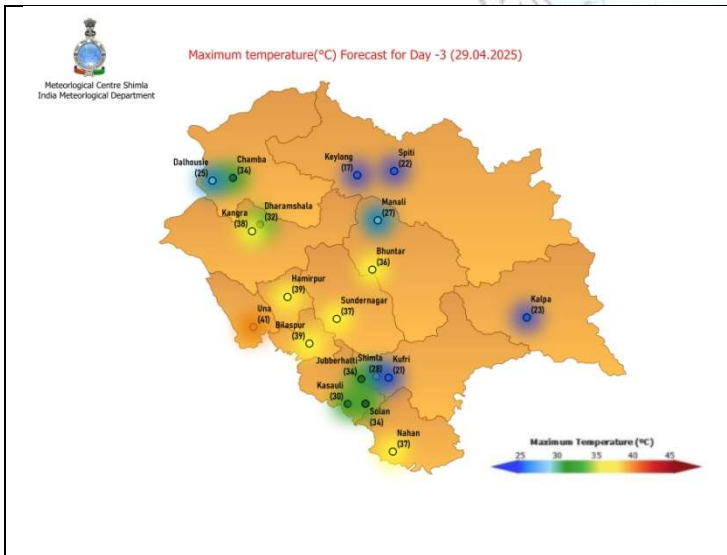 Maximum temperature(°C) Forecast for Day -3 (29.04.2025)
Meteorlogical Centre Shimla
India Meteorological Department
Dalhousie
(25)
Chamba
(34)
Keylong
(17)
Spiti
(22)
Kangra
(38)
Dharamshala
(32)
Manali
(27)
Bhuntar
(36)
Hamirpur
(39)
Sundernagar
(37)
Una
(41)
Bilaspur
(39)
Kalpa
(23)
Jubberhatti
(34)
Shimla
(28)
Kufri
(21)
Kasauli
(30)
Solan
(34)
Nahan
(37)
Maximum Temperature (°C)
25 30 35 40 45